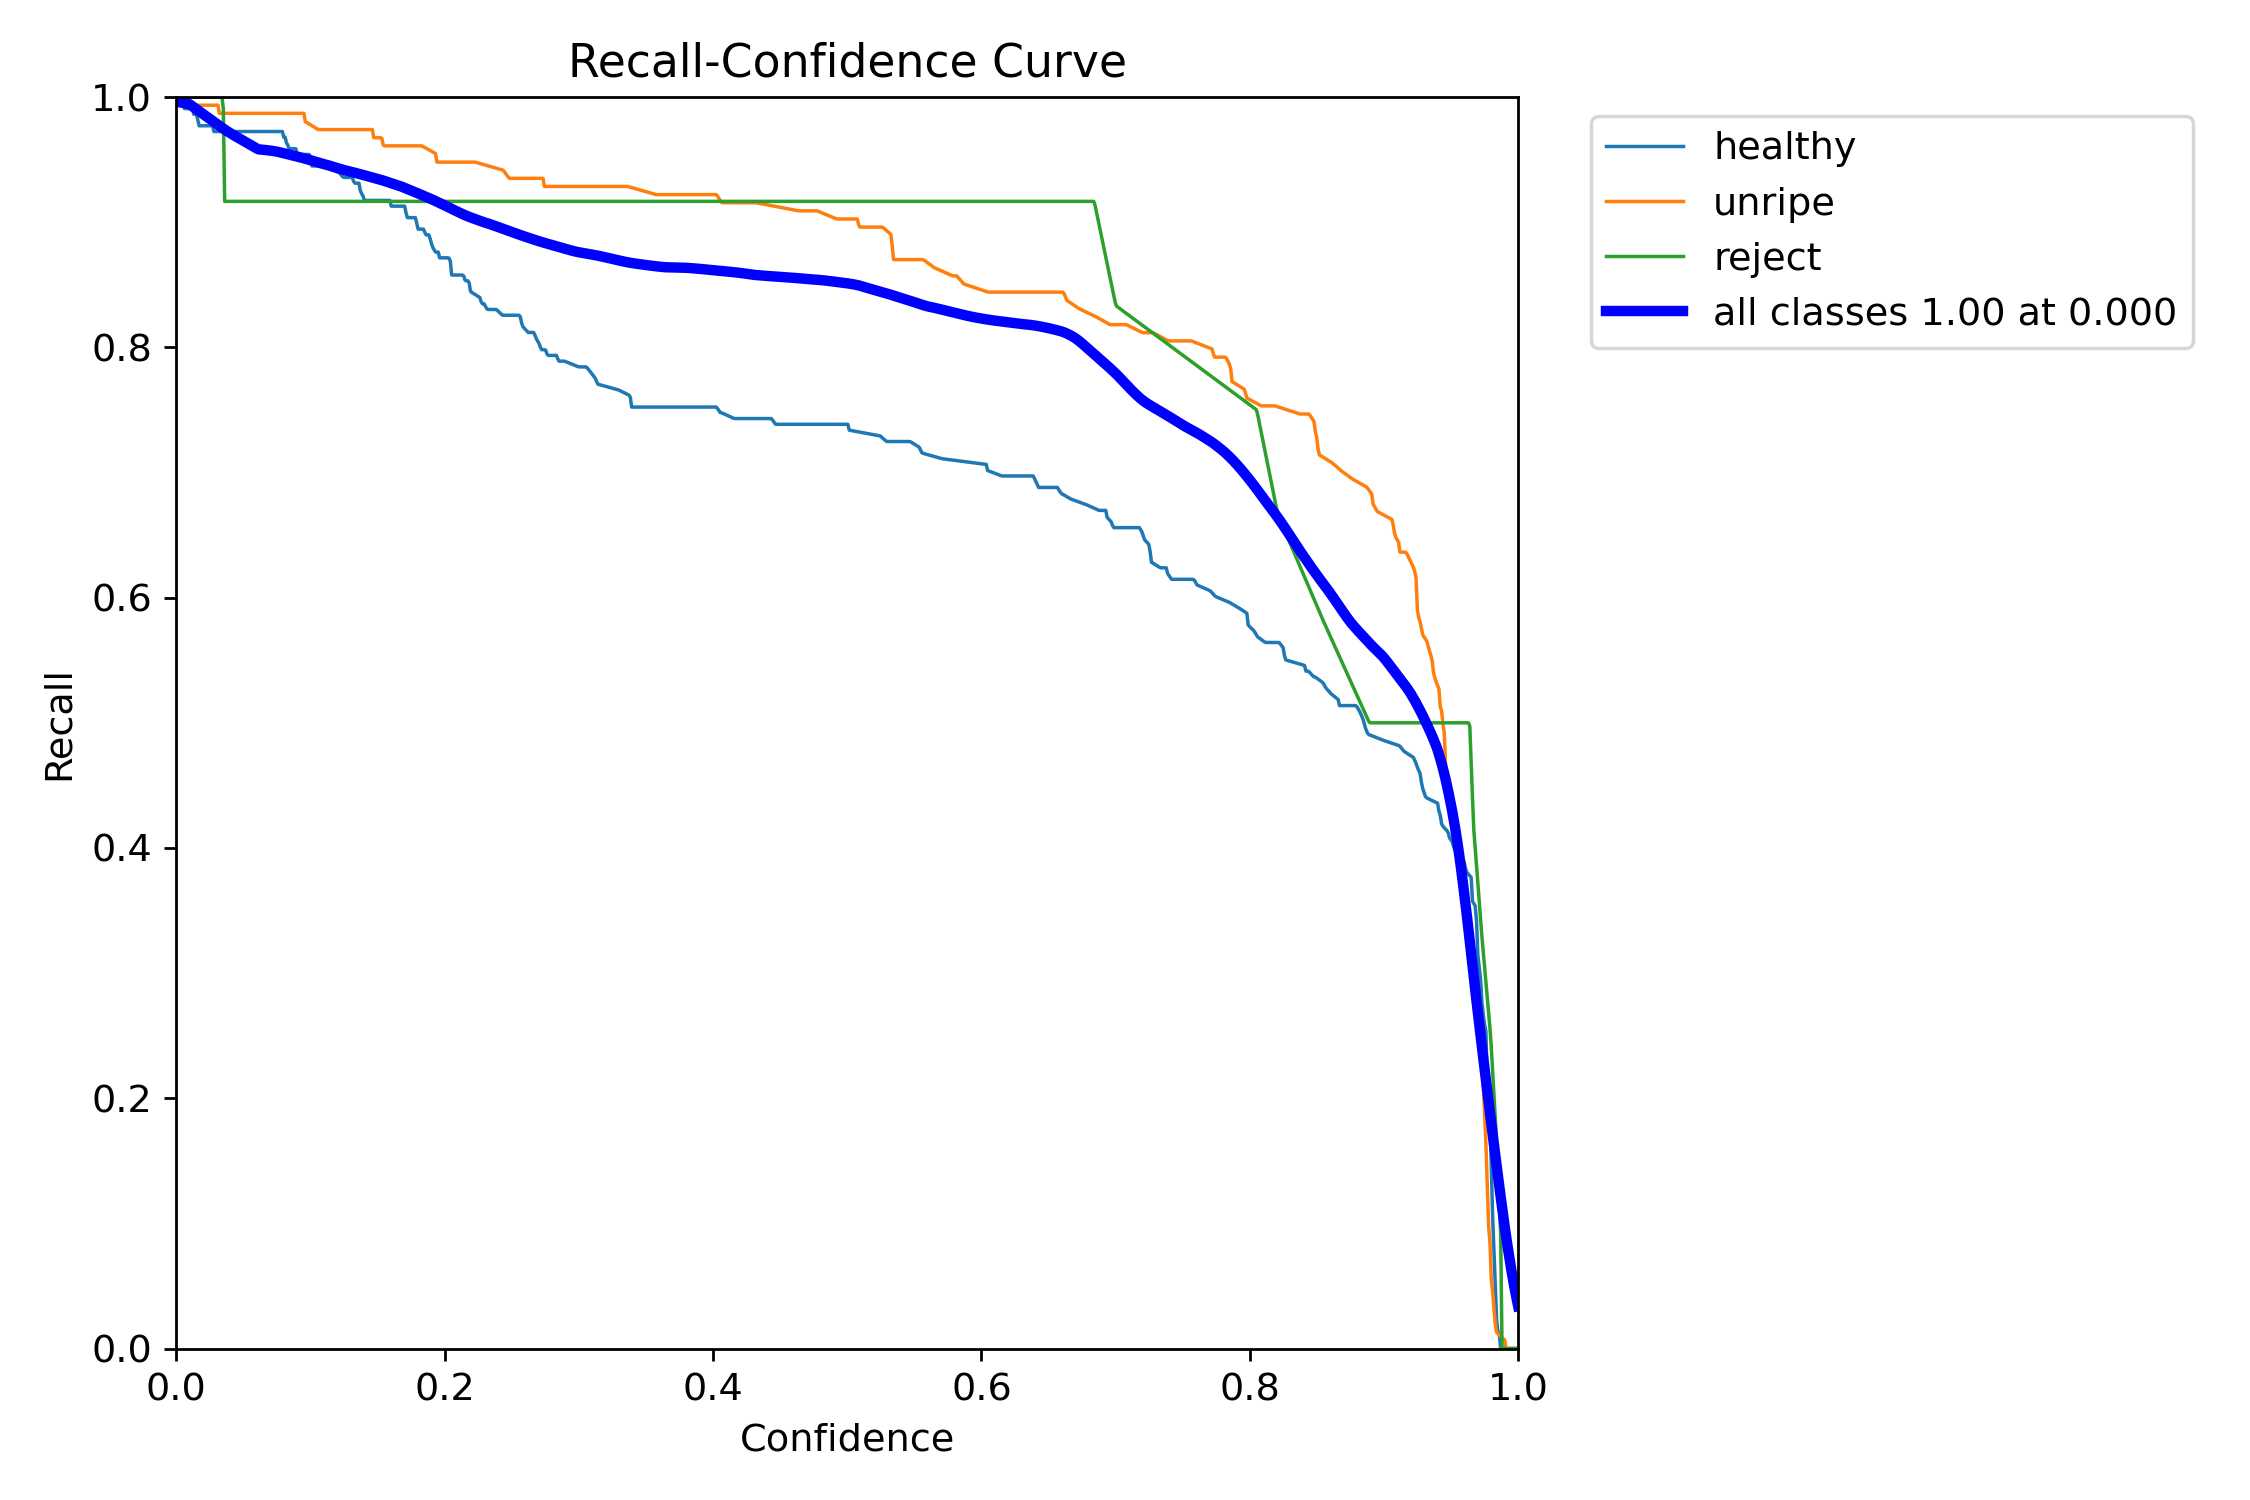 Recall-Confidence Curve
1.0
0.8
0.6
0.4
0.2
0.0
Recall
0.0 0.2 0.4 0.6 0.8 1.0
Confidence
healthy
unripe
reject
all classes 1.00 at 0.000